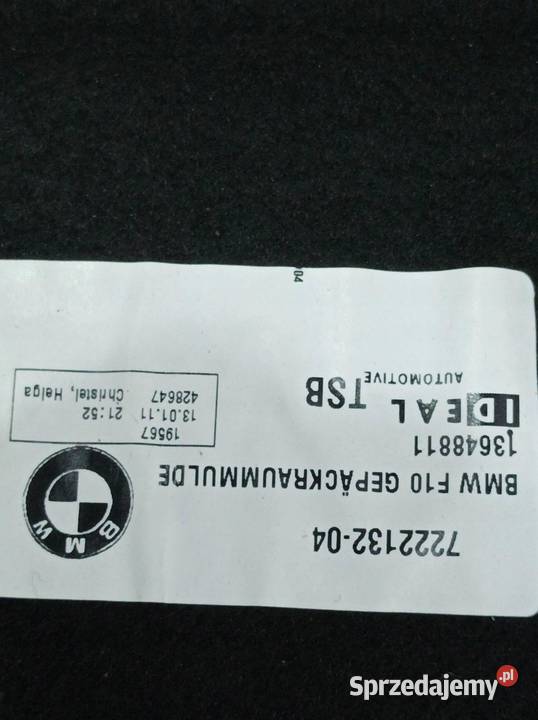 7222132-04
BMW F10 GEPÄCKRAUMMULDE
13648811
IDEAL TSB
AUTOMOTIVE
19567
13.01.11 21:52
428647 Christel, Helga
BMW
Sprzedajemy.pl